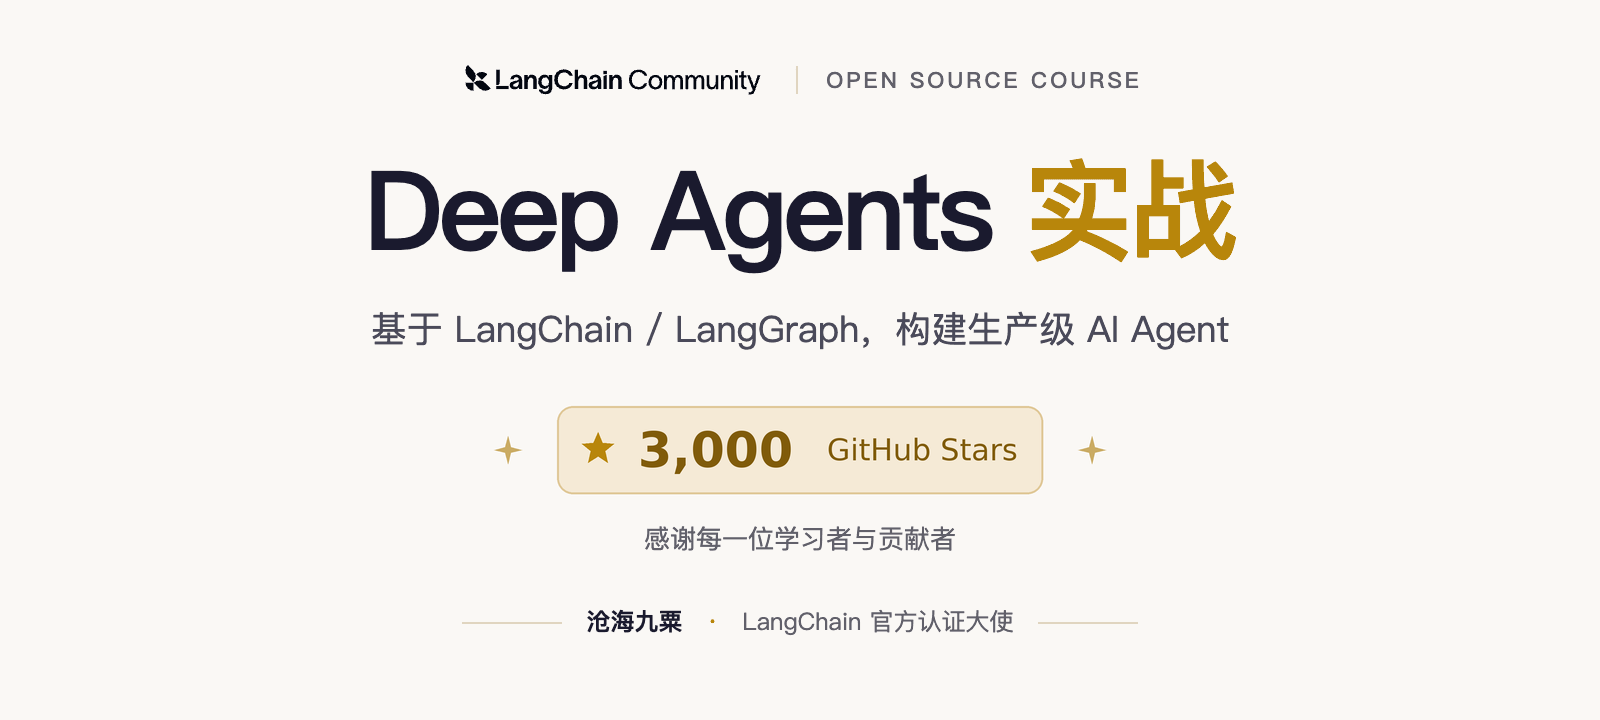 LangChain Community | OPEN SOURCE COURSE
Deep Agents 实战
基于 LangChain / LangGraph，构建生产级 AI Agent
★ 3,000 GitHub Stars
感谢每一位学习者与贡献者
沧海九粟 · LangChain 官方认证大使